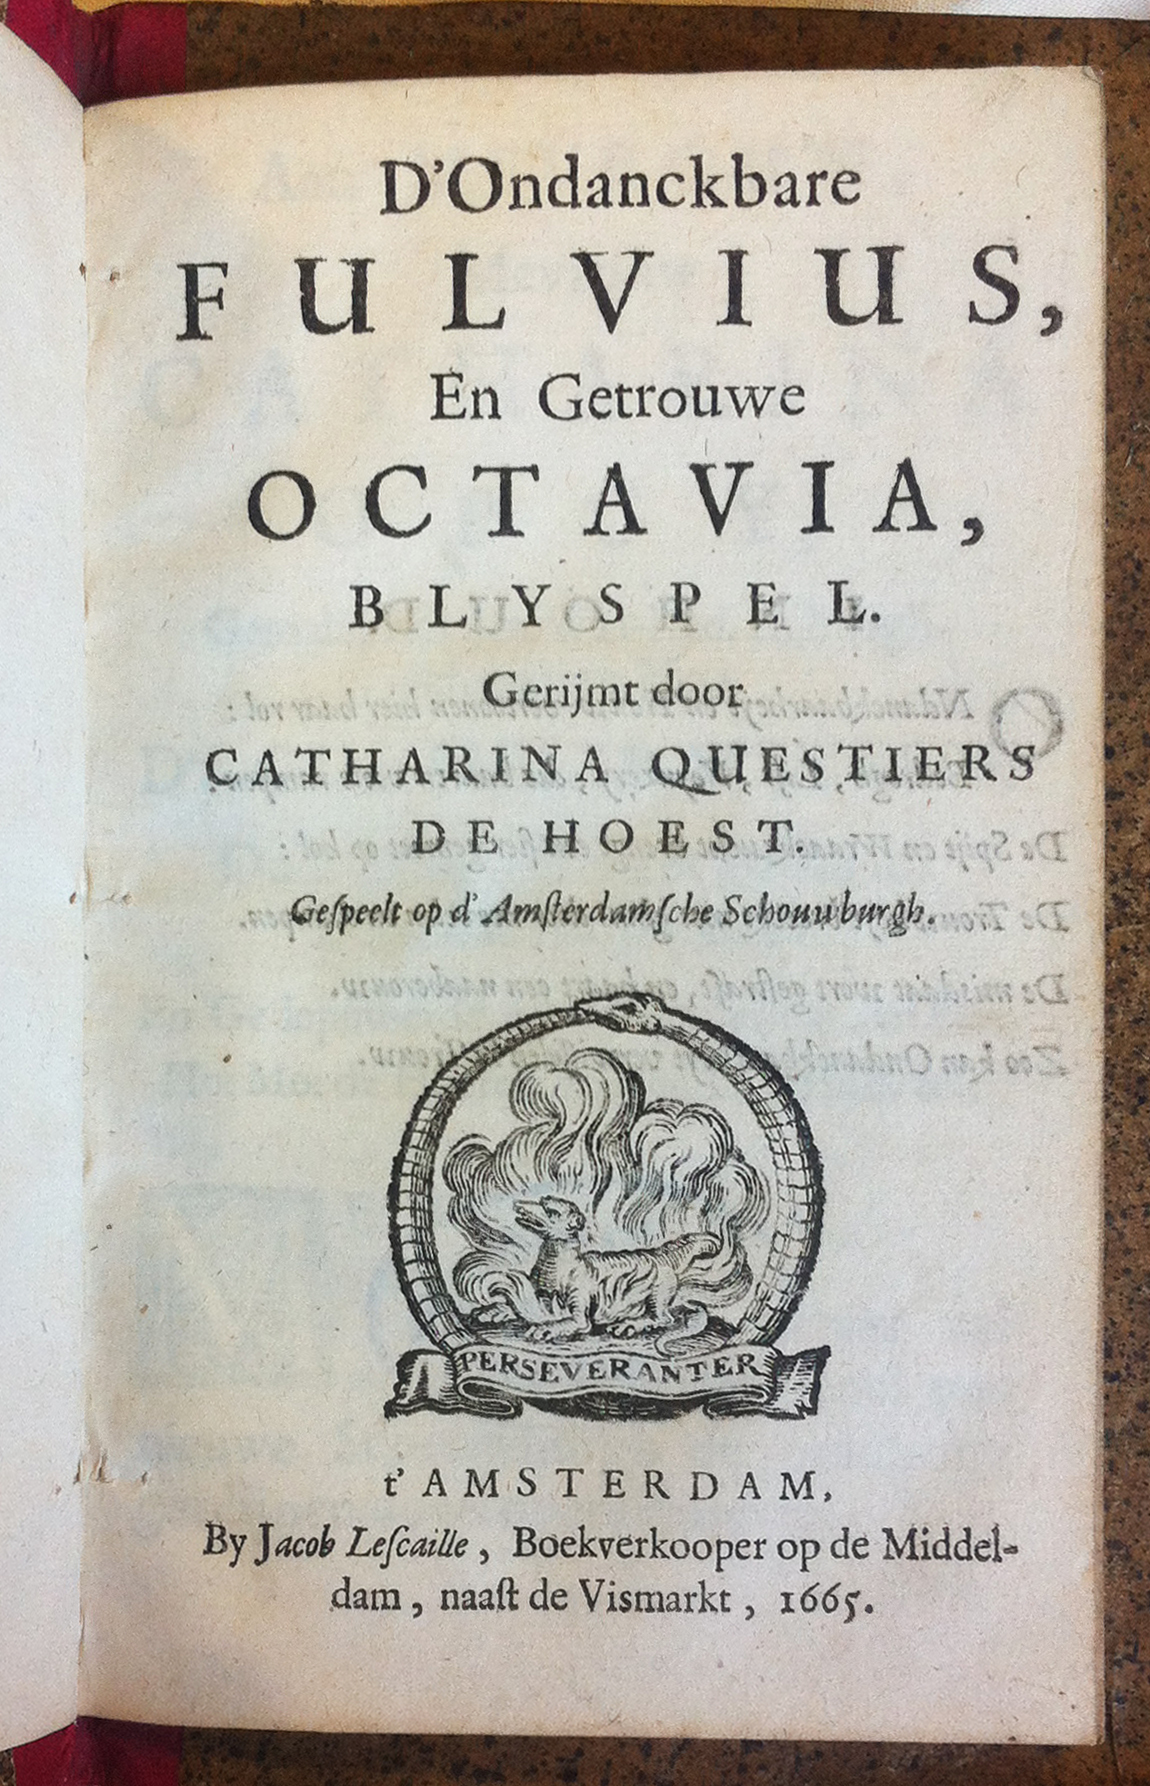 D'Ondanckbare
FULVIUS,
En Getrouwe
OCTAVIA,
BLYSPEL.
Gerijmt door
CATHARINA QUESTIERS
DE HOEST.
Geſpeelt op d' Amſterdamſche Schouwburgh.
PERSEVERANTER
t' AMSTERDAM,
By Jacob Leſcaille, Boekverkooper op de Middel-
dam, naaſt de Vismarkt, 1665.